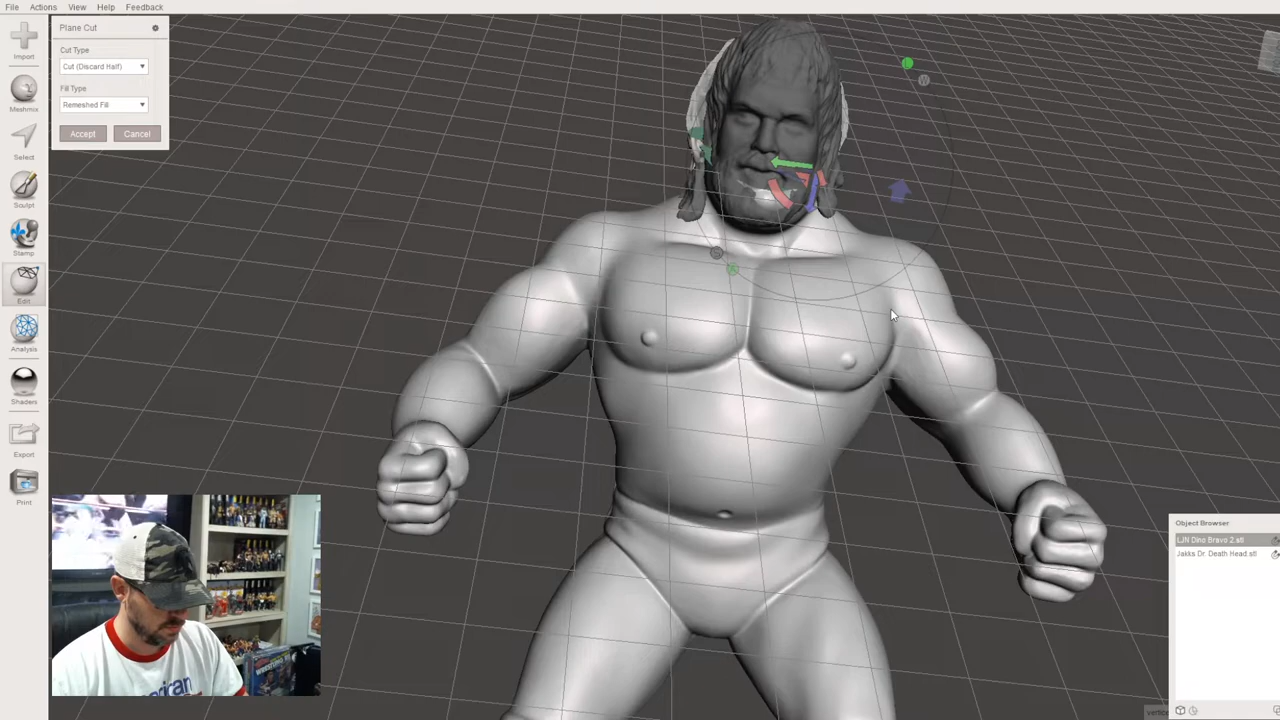 File Actions View Help Feedback
Plane Cut
Cut Type
Cut (Discard Half)
Fill Type
Remeshed Fill
Accept Cancel
Import
Meshmix
Select
Sculpt
Stamp
Edit
Analysis
Shaders
Export
Print
Object Browser
LJN Dino Bravo 2.stl
Jakks Dr. Death Head.stl